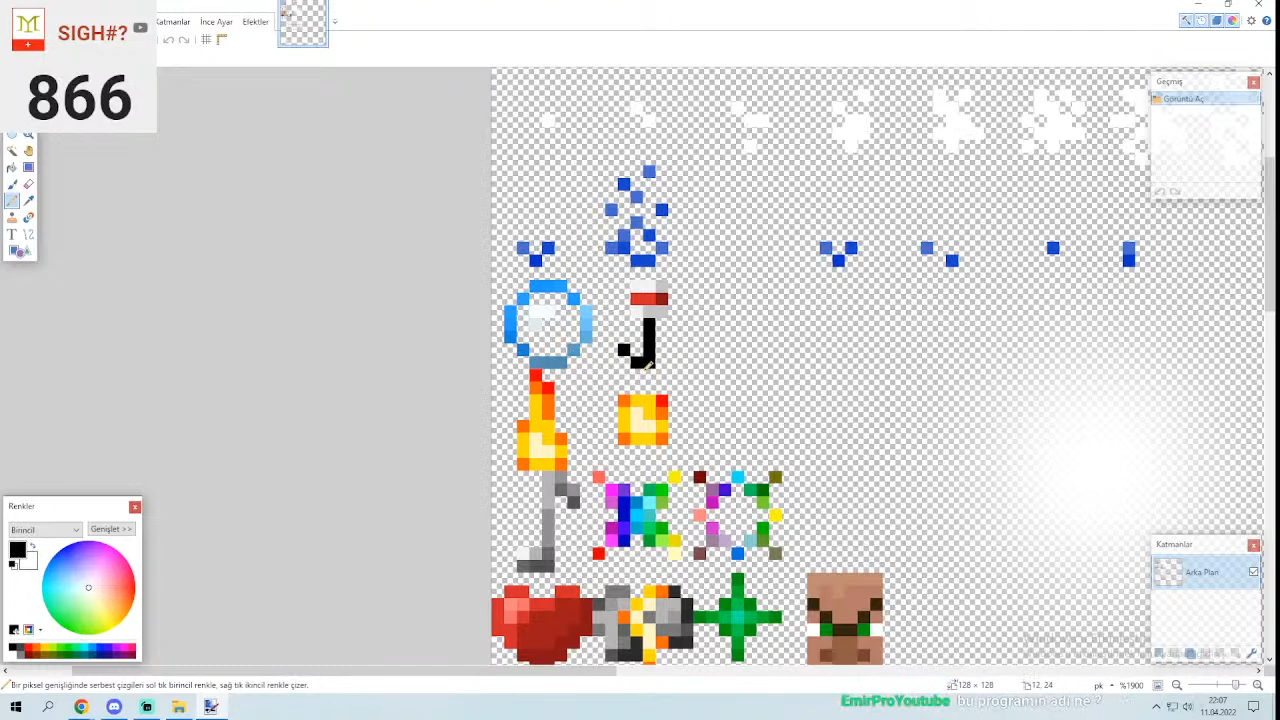 SIGH#?
866
Katmanlar İnce Ayar Efektler
Geçmiş
Görüntü Aç
Renkler
Birincil
Genişlet >>
Katmanlar
Arka Plan
Bir piksel genişliğinde serbest çizgileri sol tık birincil renkle, sağ tık ikincil renkle çizer.
128 × 128
12, 24
pk
%1900
EmirProYoutube bu programin adi ne ?
22:07
11.04.2022